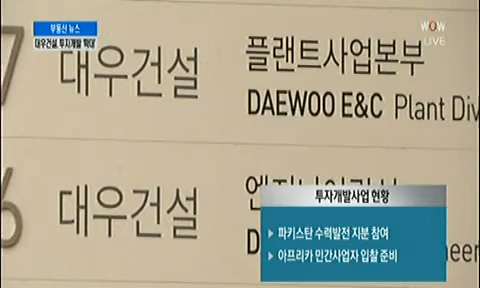 부동산 뉴스
대우건설, 투자개발 '확대'
WOW
LIVE
7 대우건설 플랜트사업본부
DAEWOO E&C Plant Div
6 대우건설
투자개발사업 현황
▶ 파키스탄 수력발전 지분 참여
▶ 아프리카 민간사업자 입찰 준비